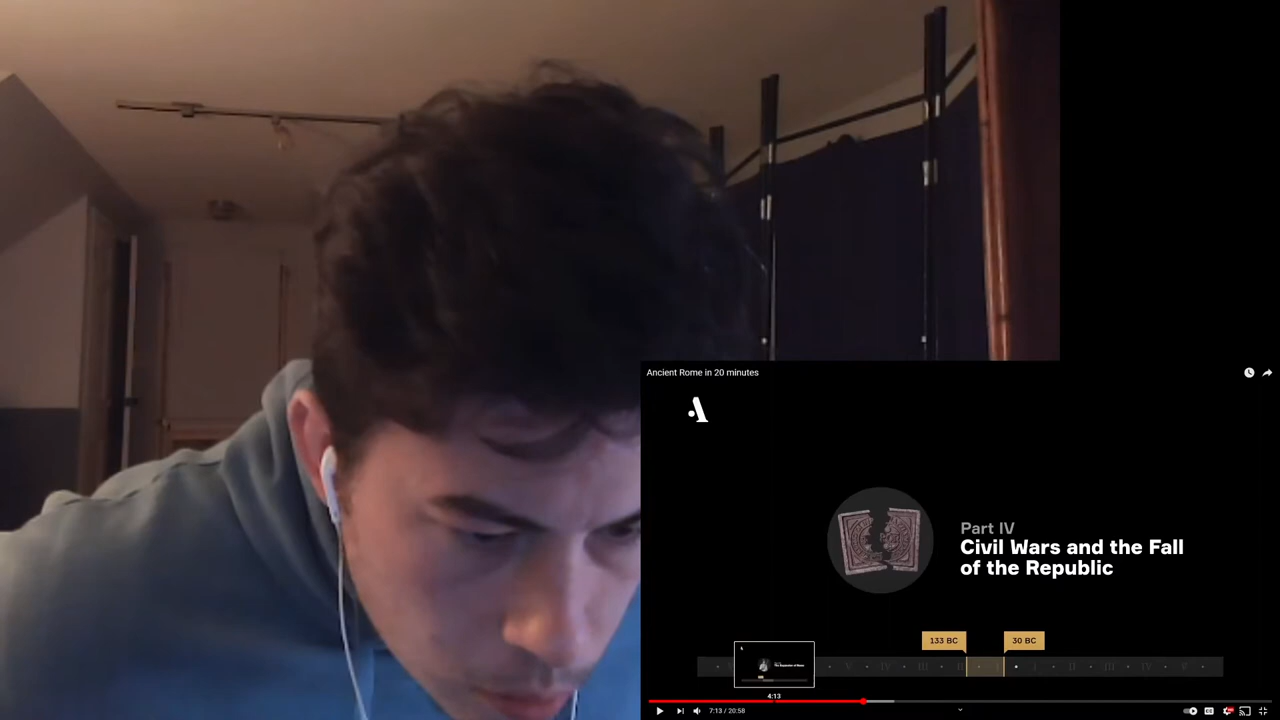 Ancient Rome in 20 minutes
Part IV
Civil Wars and the Fall
of the Republic
133 BC
30 BC
4:13
7:13 / 20:58